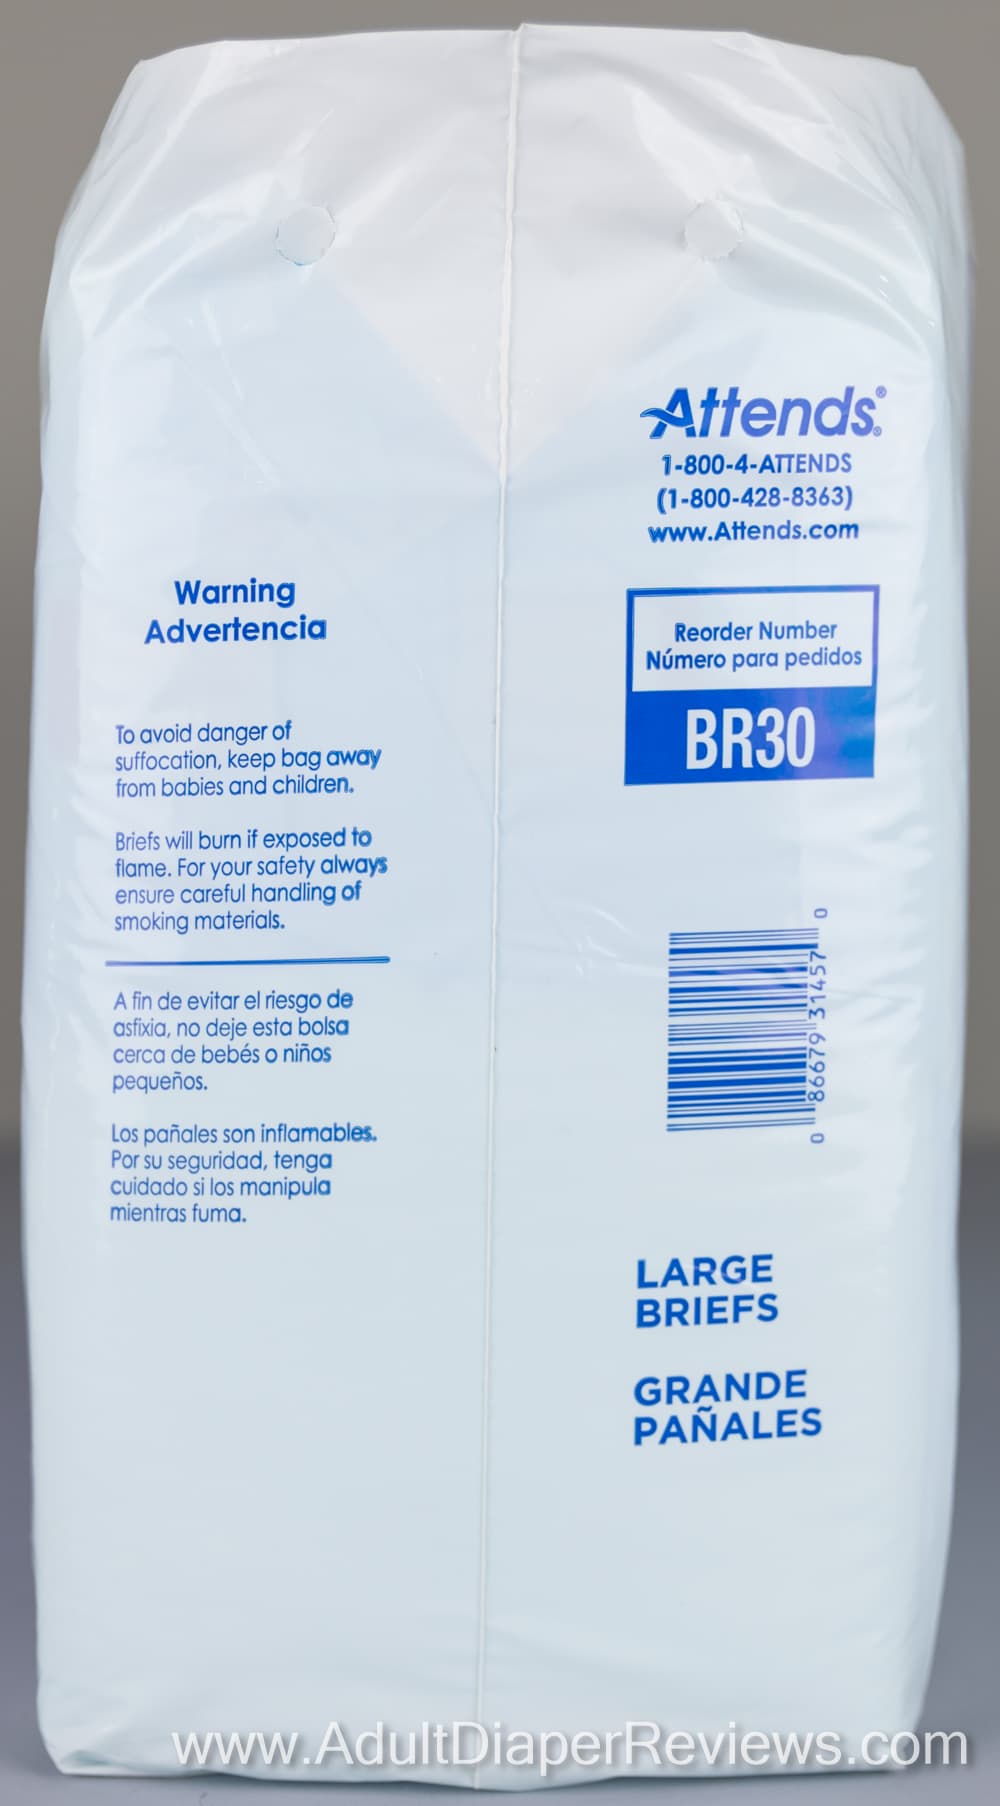 Attends®
1-800-4-ATTENDS
(1-800-428-8363)
www.Attends.com
Warning
Advertencia
To avoid danger of
suffocation, keep bag away
from babies and children.
Briefs will burn if exposed to
flame. For your safety always
ensure careful handling of
smoking materials.
A fin de evitar el riesgo de
asfixia, no deje esta bolsa
cerca de bebés o niños
pequeños.
Los pañales son inflamables.
Por su seguridad, tenga
cuidado si los manipula
mientras fuma.
Reorder Number
Número para pedidos
BR30
0 86679 31457 0
LARGE
BRIEFS
GRANDE
PAÑALES
www.AdultDiaperReviews.com